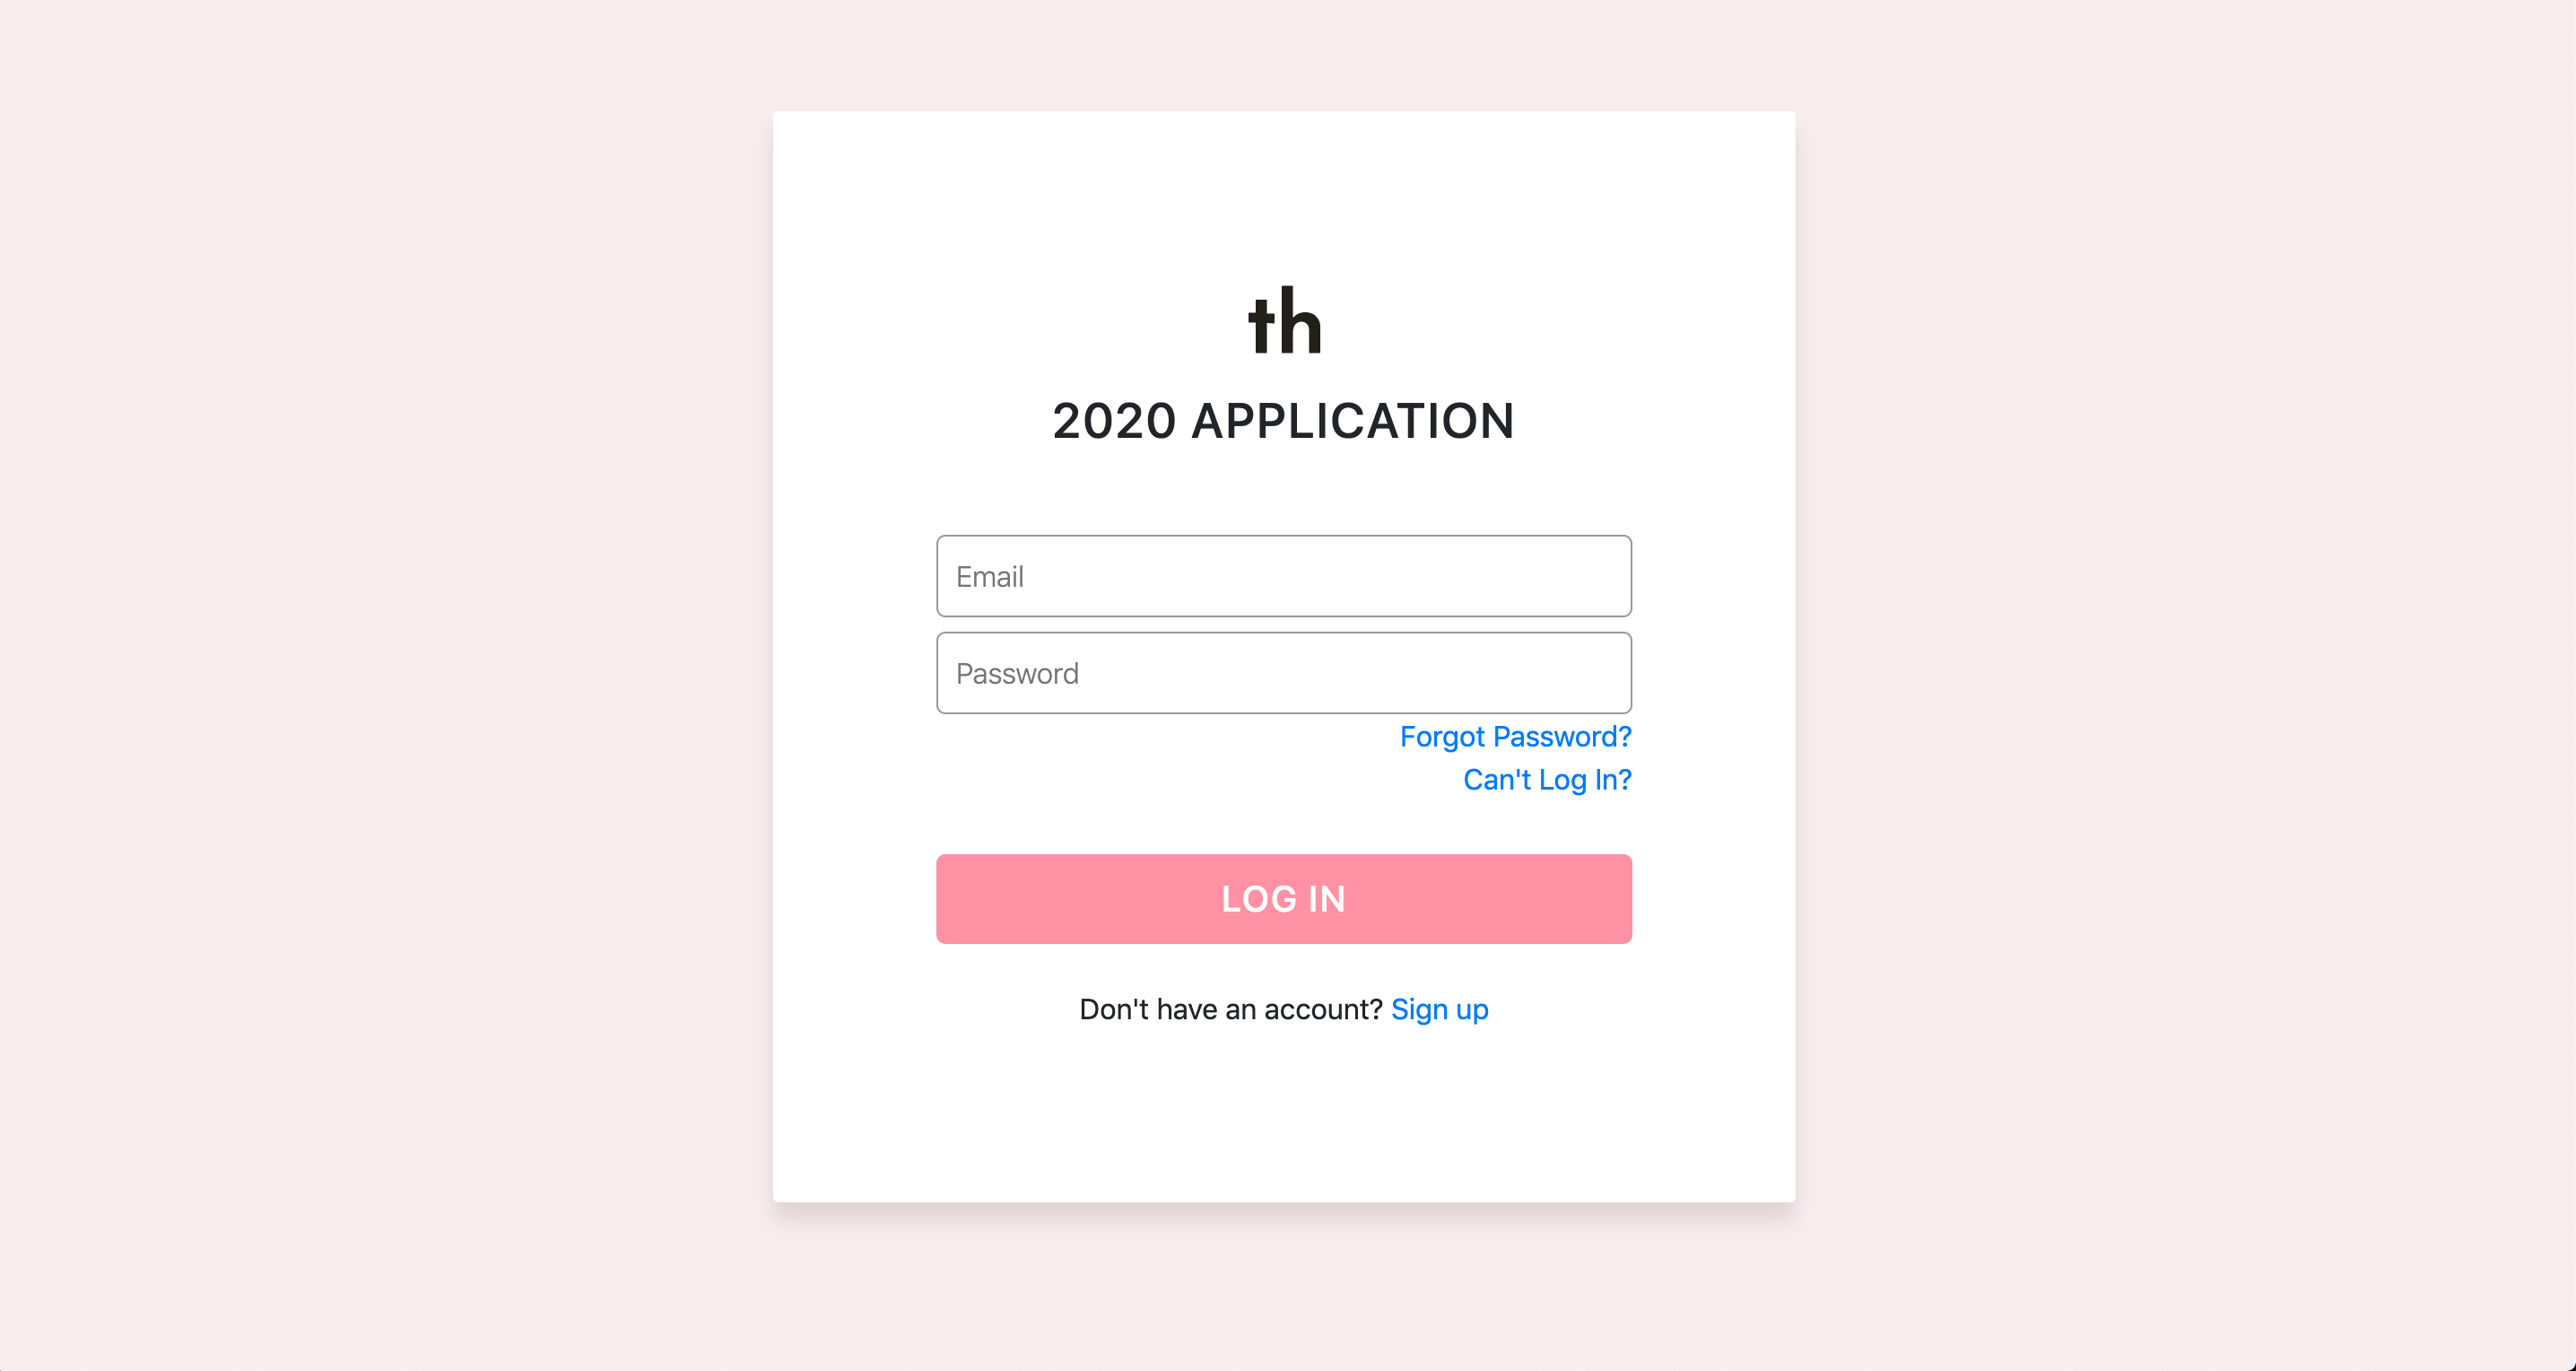 th
2020 APPLICATION
Email
Password
Forgot Password?
Can't Log In?
LOG IN
Don't have an account? Sign up